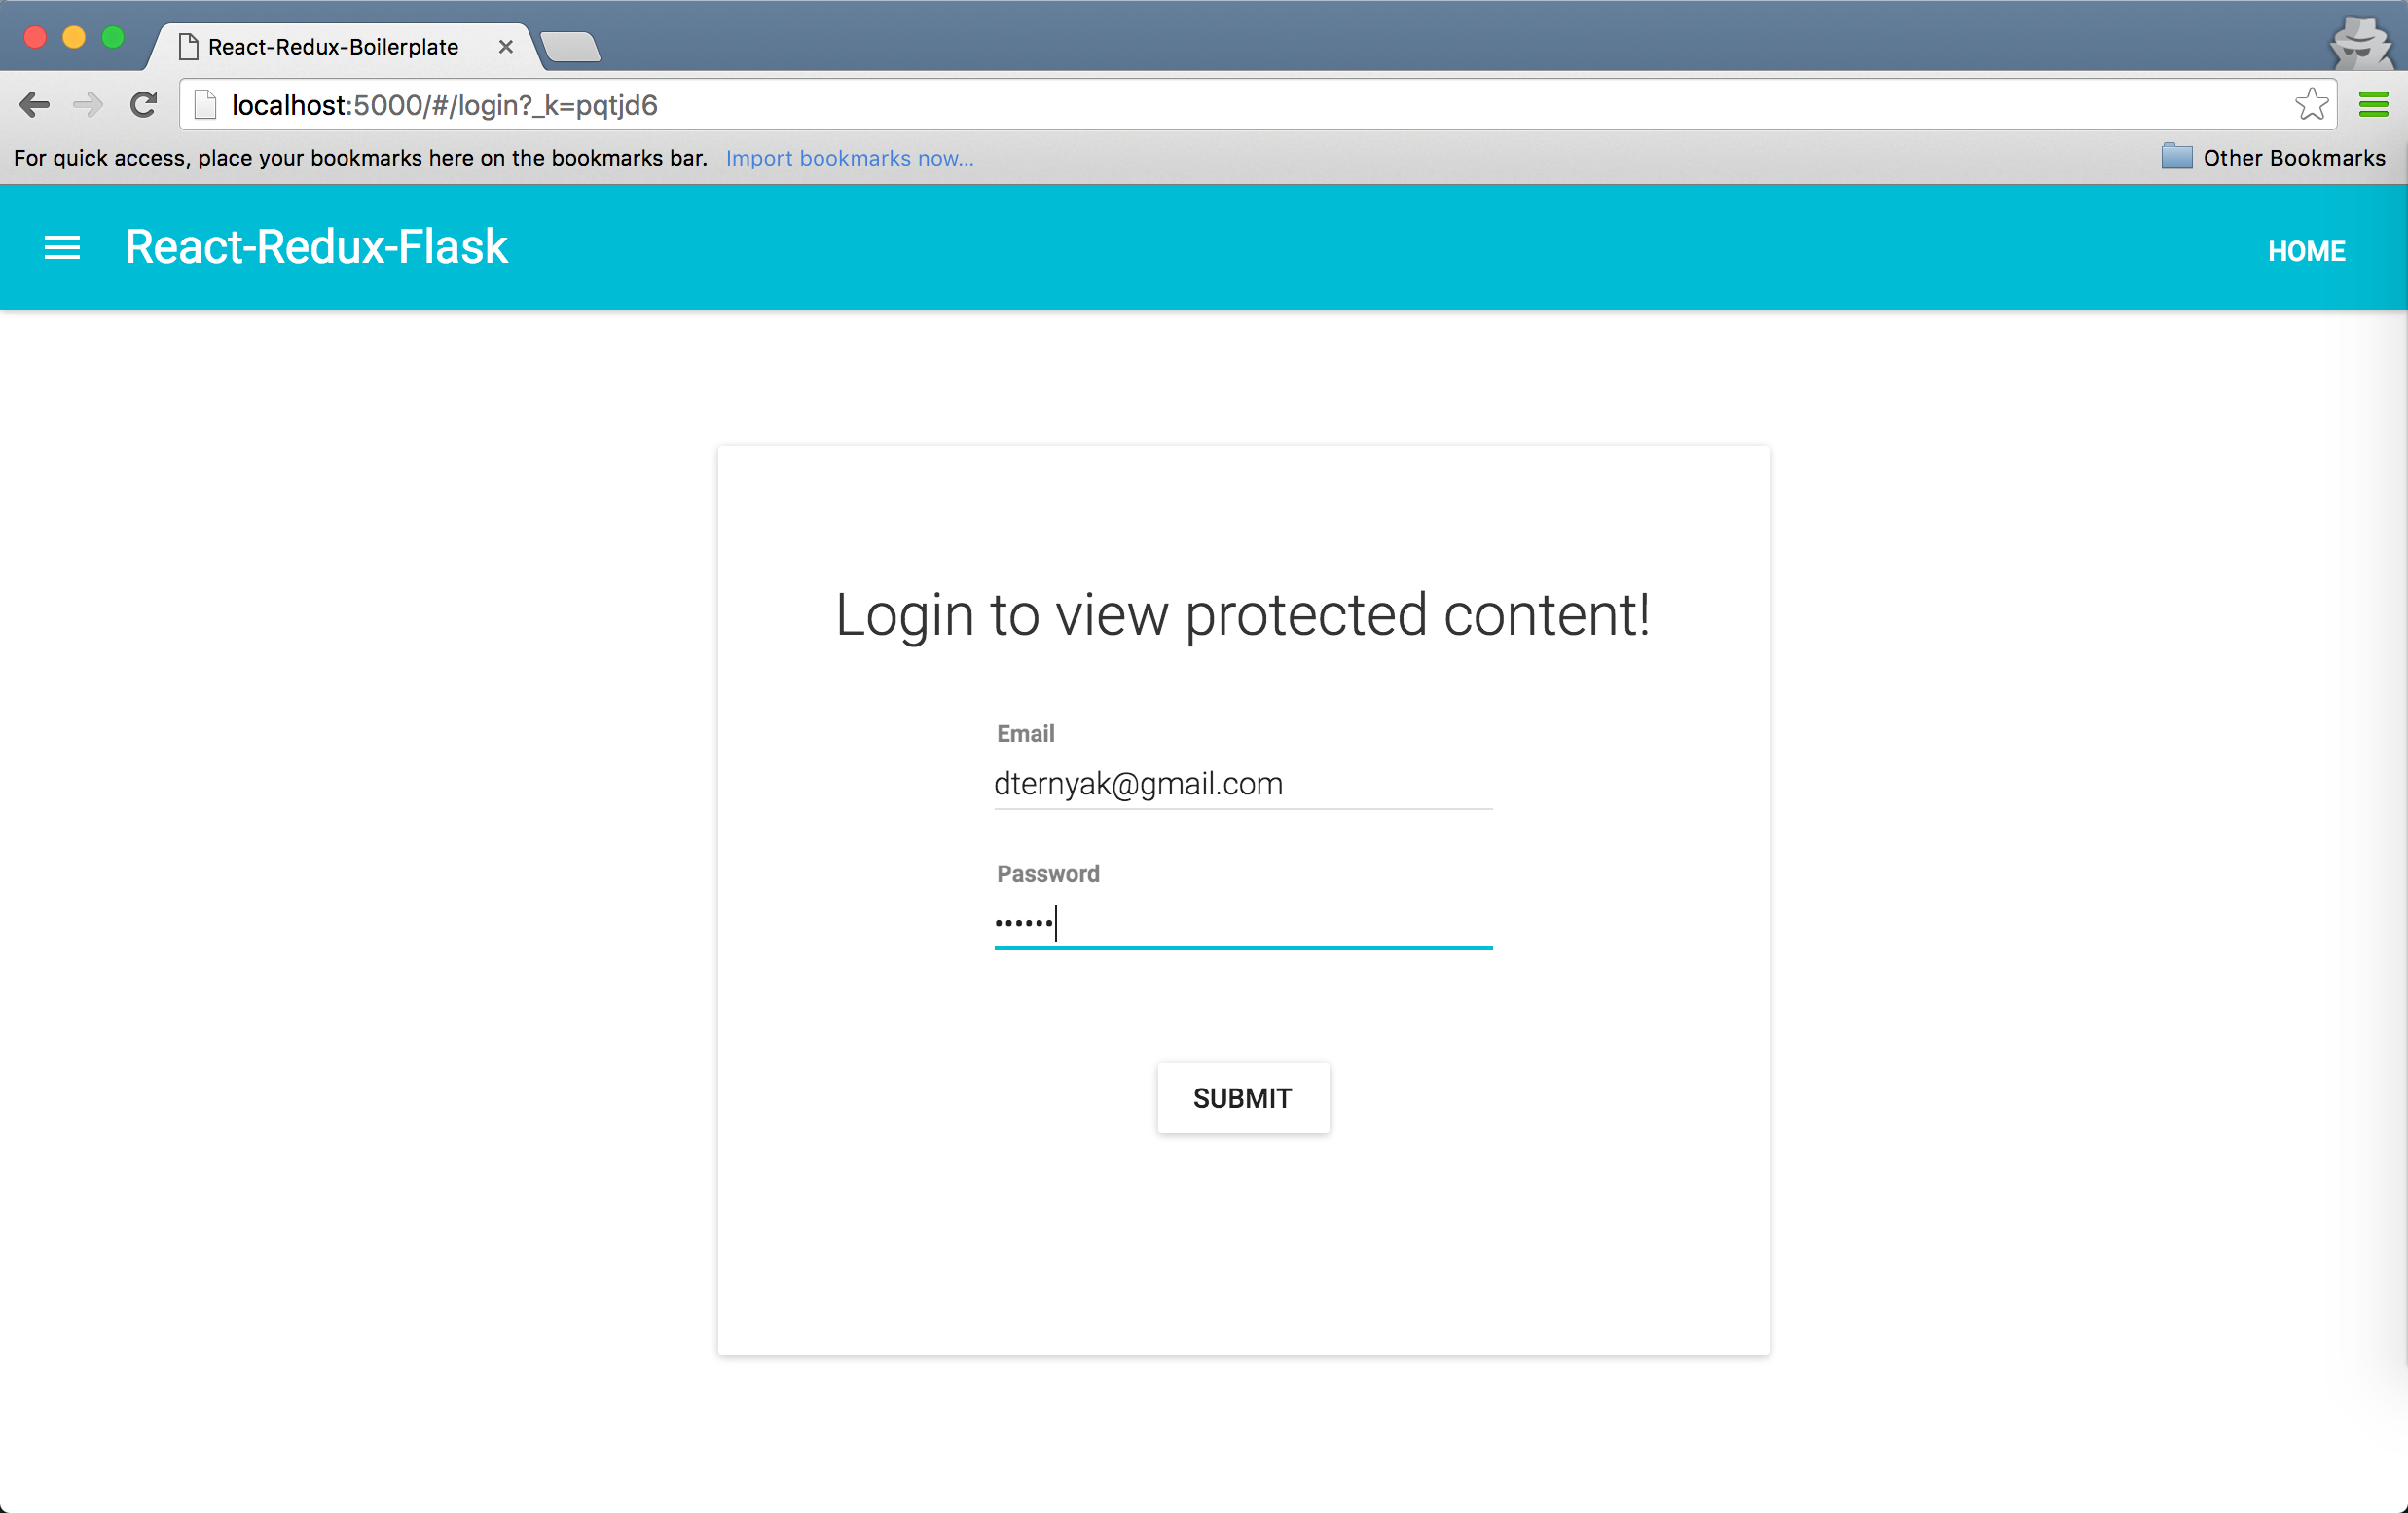 React-Redux-Boilerplate
localhost:5000/#/login?_k=pqtjd6
For quick access, place your bookmarks here on the bookmarks bar. Import bookmarks now...
Other Bookmarks
React-Redux-Flask
HOME
Login to view protected content!
Email
dternyak@gmail.com
Password
••••••
SUBMIT